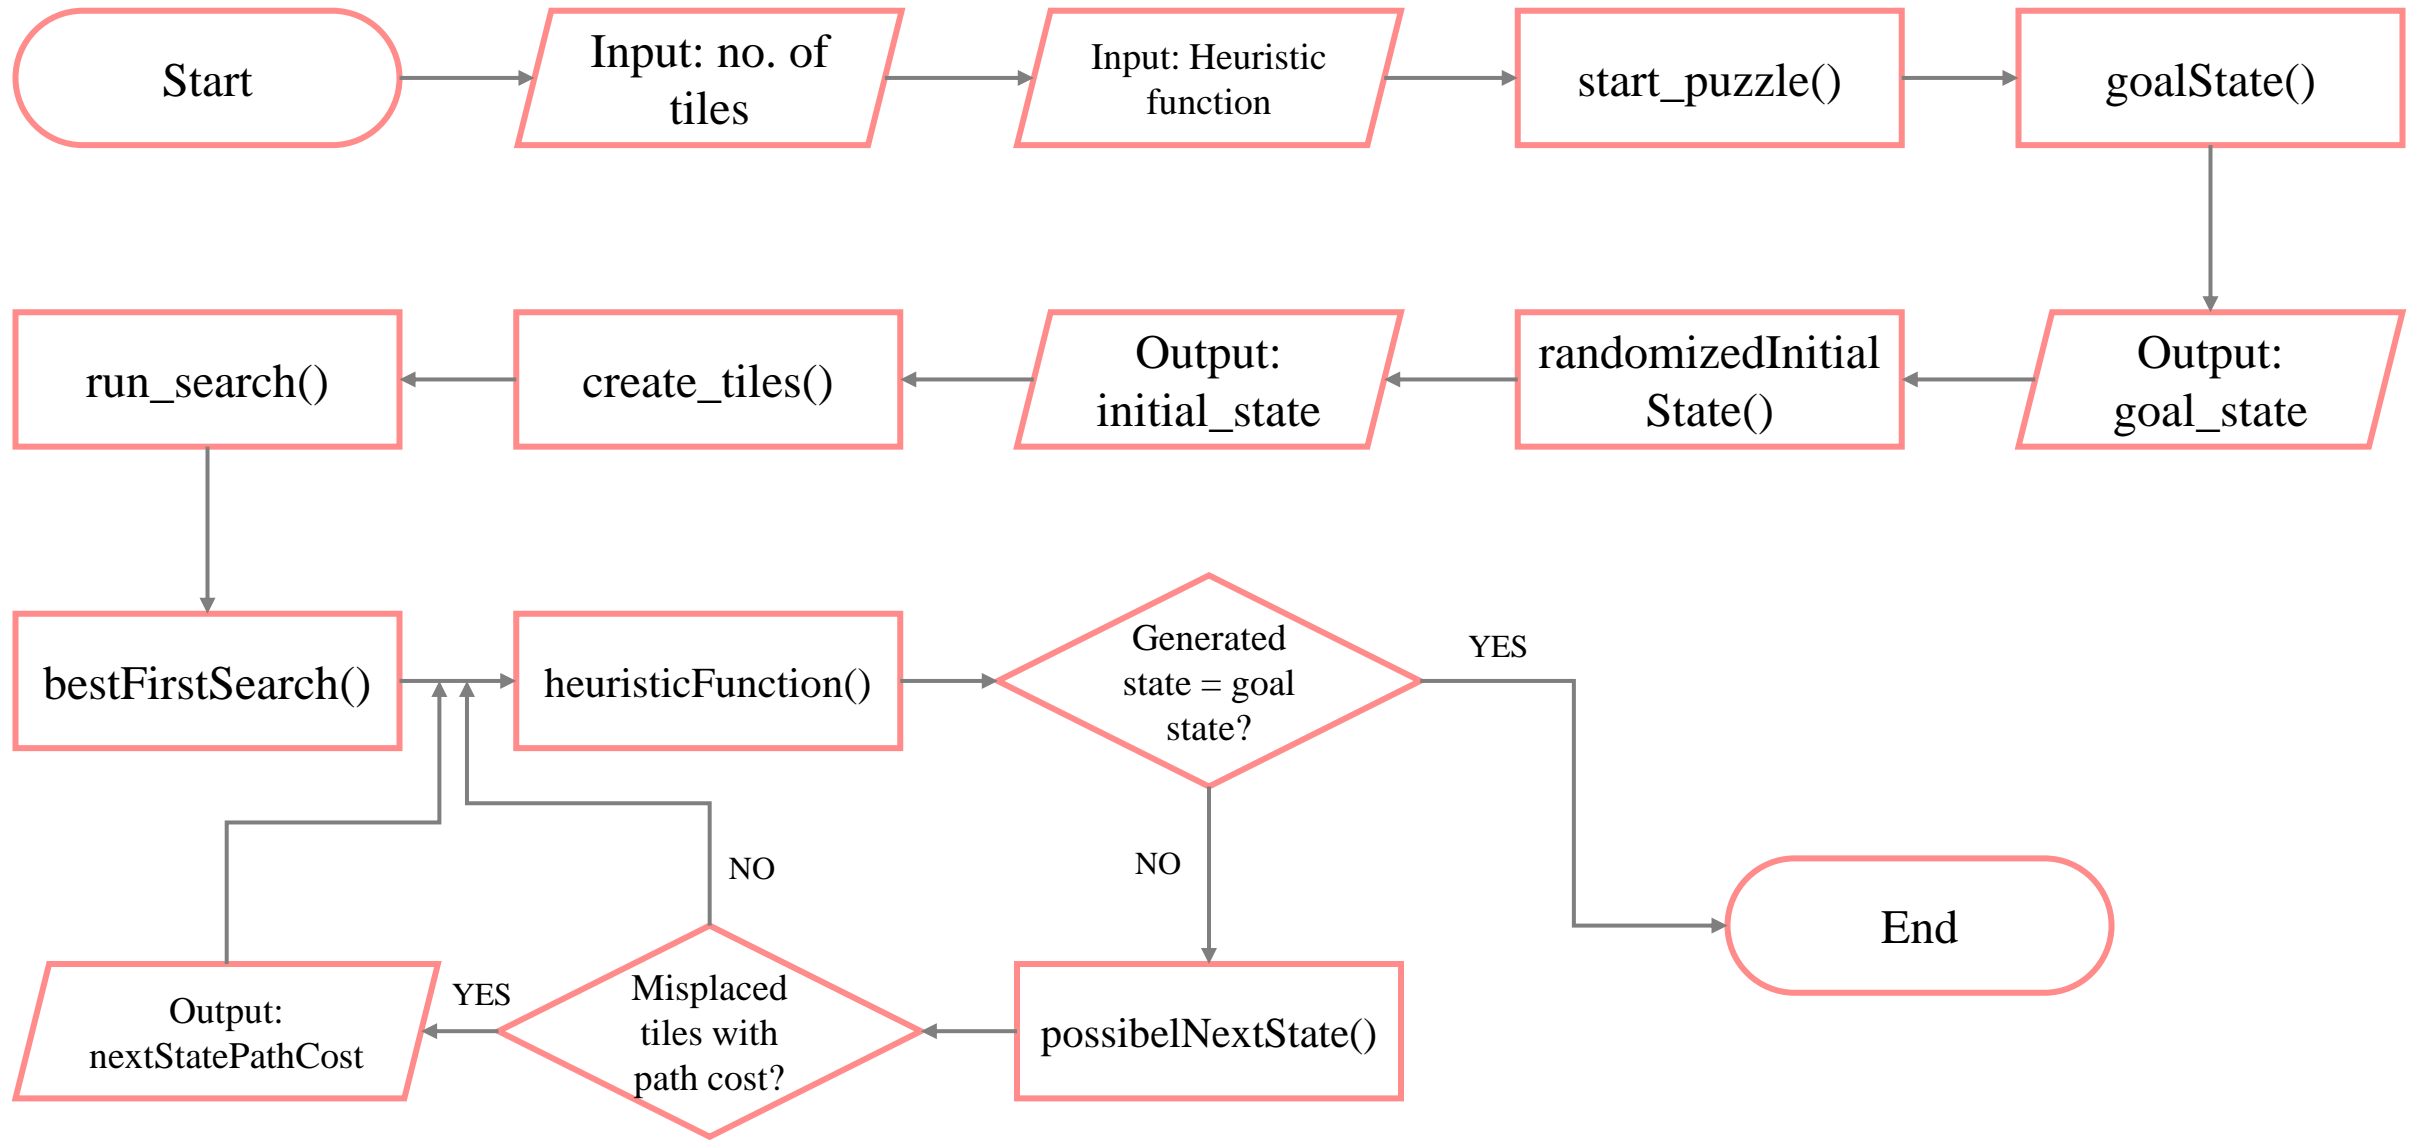 Start
Input: no. of
tiles
Input: Heuristic
function
start_puzzle()
goalState()
Output:
goal_state
randomizedInitial
State()
Output:
initial_state
create_tiles()
run_search()
bestFirstSearch()
heuristicFunction()
Generated
state = goal
state?
YES
NO
End
possibelNextState()
Misplaced
tiles with
path cost?
NO
YES
Output:
nextStatePathCost